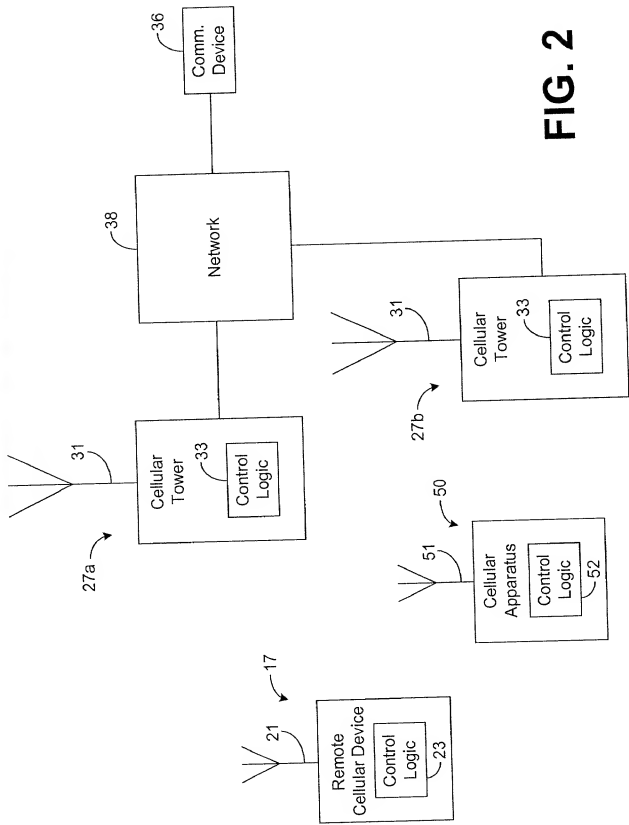 36
Comm.
Device
38
Network
31
27a
Cellular
Tower
33
Control
Logic
31
27b
Cellular
Tower
33
Control
Logic
50
51
Cellular
Apparatus
Control
Logic
52
17
21
Remote
Cellular Device
Control
Logic
23
FIG. 2